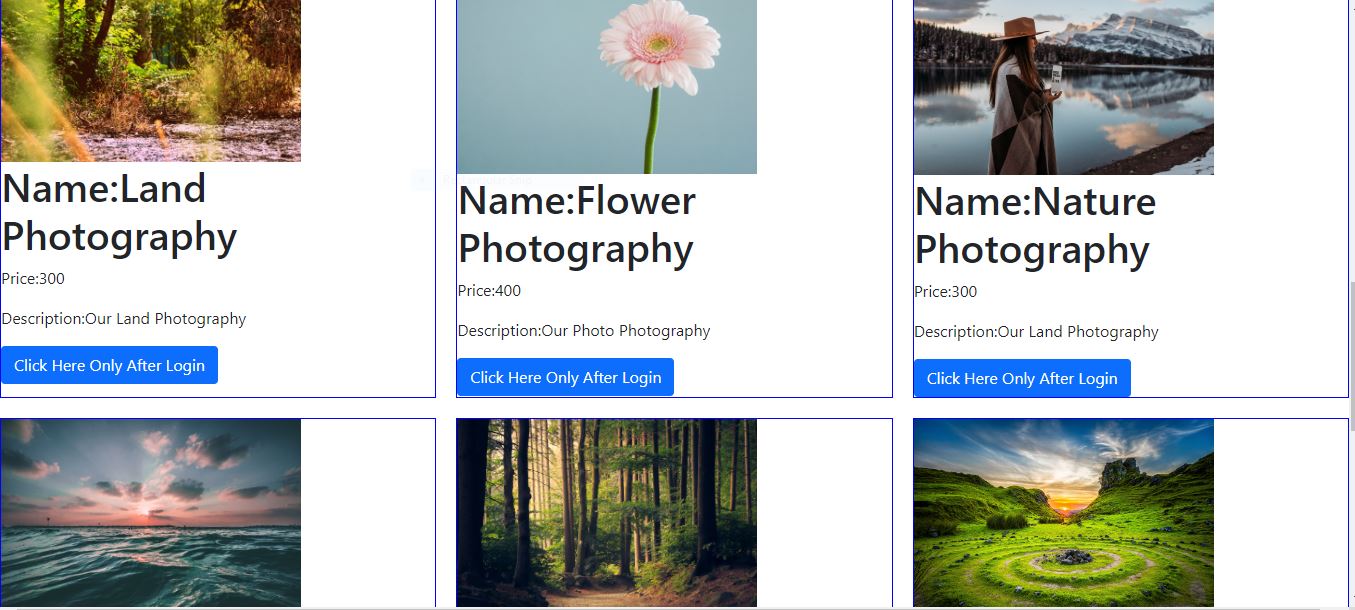 Name:Land
Photography
Price:300
Description:Our Land Photography
Click Here Only After Login
Name:Flower
Photography
Price:400
Description:Our Photo Photography
Click Here Only After Login
Name:Nature
Photography
Price:300
Description:Our Land Photography
Click Here Only After Login